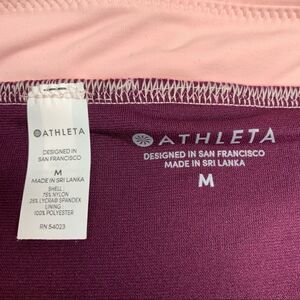 ATHLETA
DESIGNED IN
SAN FRANCISCO
M
MADE IN SRI LANKA
SHELL
75% NYLON
25% LYCRA® SPANDEX
LINING
100% POLYESTER
RN 54023
ATHLETA
DESIGNED IN SAN FRANCISCO
MADE IN SRI LANKA
M